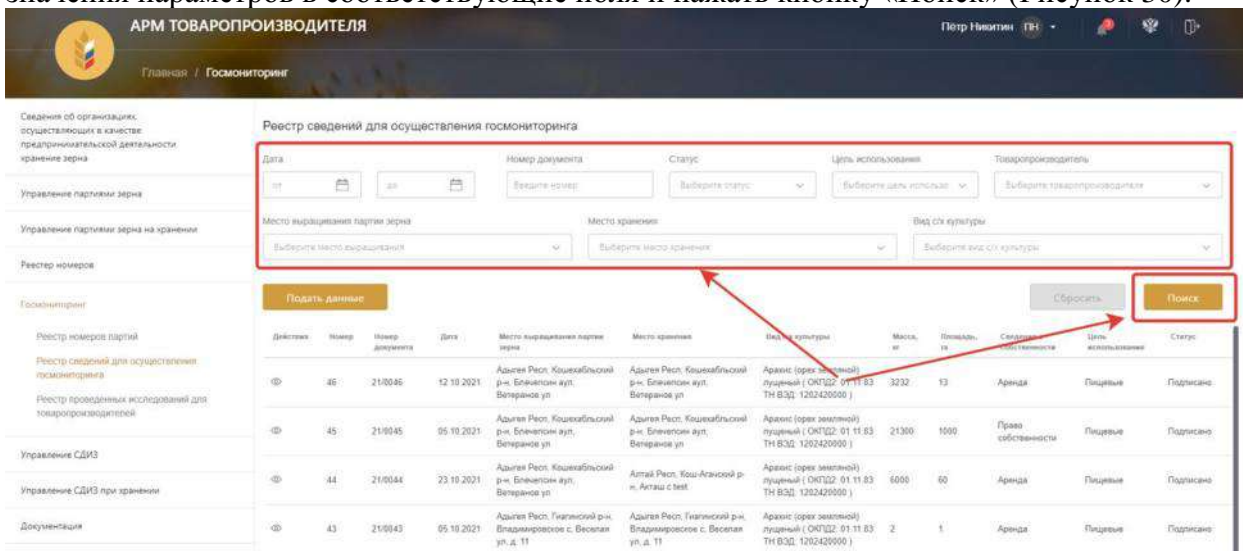 значения параметров в соответствующие поля и нажать кнопку «Поиск» (Рисунок 36).
АРМ ТОВАРОПРОИЗВОДИТЕЛЯ
Пётр Никитин ПН
3
Главная / Госмониторинг
Сведения об организациях,
осуществляющих в качестве
предпринимательской деятельности
хранение зерна
Управление партиями зерна
Управление партиями зерна на хранении
Реестер номеров
Госмониторинг
Реестр номеров партий
Реестр сведений для осуществления
госмониторинга
Реестр проведенных исследований для
товаропроизводителей
Управление СДИЗ
Управление СДИЗ при хранении
Документация
Реестр сведений для осуществления госмониторинга
Дата Номер документа Статус Цель использования Товаропроизводитель
от до Введите номер Выберите статус Выберите цель использо Выберите товаропроизводителя
Место выращивания партии зерна Место хранения Вид с/х культуры
Выберите место выращивания Выберите место хранения Выберите вид с/х культуры
Подать данные Сбросить Поиск
Действия Номер Номер документа Дата Место выращивания партии зерна Место хранения Вид с/х культуры Масса, кг Площадь, га Сведения о собственности Цель использования Статус
46 21/0046 12.10.2021 Адыгея Респ, Кошехабльский р-н, Блечепсин аул, Ветеранов ул Адыгея Респ, Кошехабльский р-н, Блечепсин аул, Ветеранов ул Арахис (орех земляной) лущеный ( ОКПД2: 01.11.83 ТН ВЭД: 1202420000 ) 3232 13 Аренда Пищевые Подписано
45 21/0045 05.10.2021 Адыгея Респ, Кошехабльский р-н, Блечепсин аул, Ветеранов ул Адыгея Респ, Кошехабльский р-н, Блечепсин аул, Ветеранов ул Арахис (орех земляной) лущеный ( ОКПД2: 01.11.83 ТН ВЭД: 1202420000 ) 21300 1000 Право собственности Пищевые Подписано
44 21/0044 23.10.2021 Адыгея Респ, Кошехабльский р-н, Блечепсин аул, Ветеранов ул Алтай Респ, Кош-Агачский р-н, Акташ с test Арахис (орех земляной) лущеный ( ОКПД2: 01.11.83 ТН ВЭД: 1202420000 ) 6000 60 Аренда Пищевые Подписано
43 21/0043 05.10.2021 Адыгея Респ, Гиагинский р-н, Владимировское с, Веселая ул, д. 11 Адыгея Респ, Гиагинский р-н, Владимировское с, Веселая ул, д. 11 Арахис (орех земляной) лущеный ( ОКПД2: 01.11.83 ТН ВЭД: 1202420000 ) 2 1 Аренда Пищевые Подписано